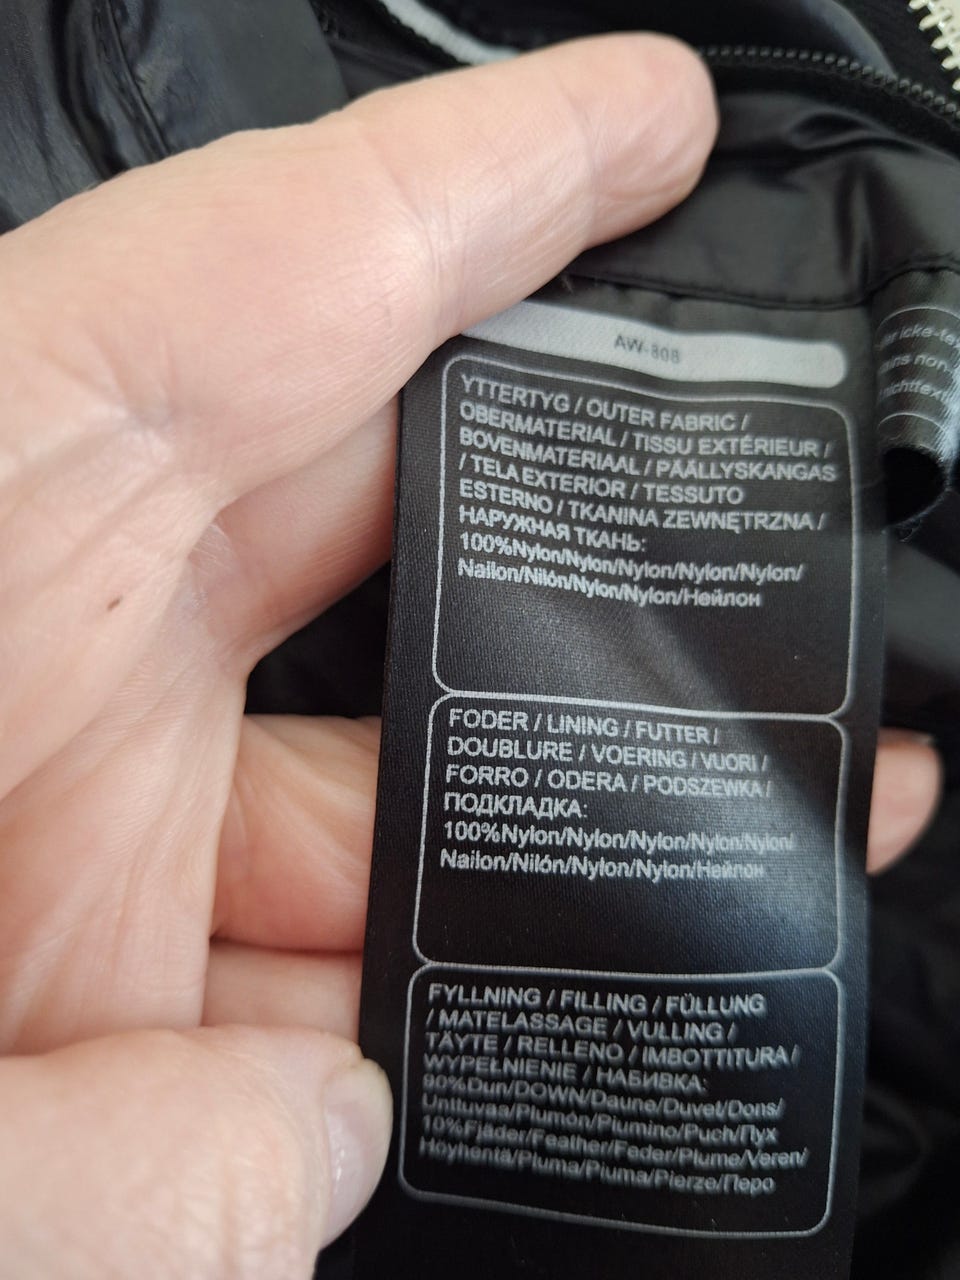 AW-808
YTTERTYG / OUTER FABRIC /
OBERMATERIAL / TISSU EXTÉRIEUR /
BOVENMATERIAAL / PÄÄLLYSKANGAS
/ TELA EXTERIOR / TESSUTO
ESTERNO / TKANINA ZEWNĘTRZNA /
НАРУЖНАЯ ТКАНЬ:
100%Nylon/Nylon/Nylon/Nylon/Nylon/
Nailon/Nilón/Nylon/Nylon/Нейлон
FODER / LINING / FUTTER /
DOUBLURE / VOERING / VUORI /
FORRO / ODERA / PODSZEWKA /
ПОДКЛАДКА:
100%Nylon/Nylon/Nylon/Nylon/Nylon/
Nailon/Nilón/Nylon/Nylon/Нейлон
FYLLNING / FILLING / FÜLLUNG
/ MATELASSAGE / VULLING /
TÄYTE / RELLENO / IMBOTTITURA /
WYPEŁNIENIE / НАБИВКА:
90%Dun/DOWN/Daune/Duvet/Dons/
Untuvaa/Plumón/Piumino/Puch/Пух
10%Fjäder/Feather/Feder/Plume/Veren/
Höyhentä/Pluma/Piuma/Pierze/Перо
icke-tex
non-
nichttext